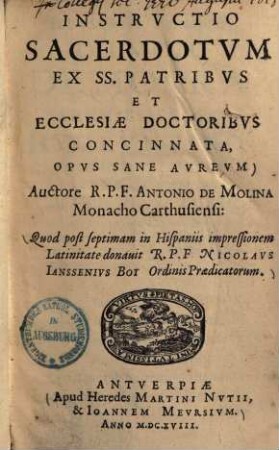 INSTRVCTIO
SACERDOTVM
EX SS. PATRIBVS
ET
ECCLESIÆ DOCTORIBVS
CONCINNATA,
OPVS SANE AVREVM,
Auctore R.P.F. ANTONIO DE MOLINA
Monacho Carthusiensi:
Quod post septimam in Hispaniis impressionem
Latinitate donauit R.P.F NICOLAVS
IANSSENIVS BOY Ordinis Prædicatorum.
AUGSBURG
ANTVERPIÆ
Apud Heredes MARTINI NVTII,
& IOANNEM MEVRSIVM.
ANNO M.DC.XVIII.